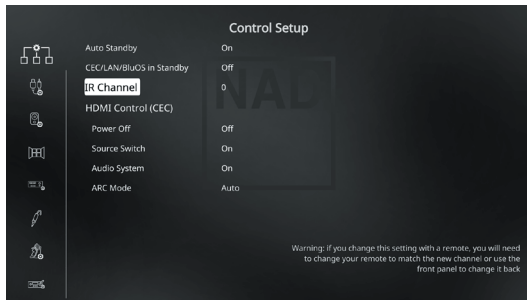 Control Setup
Auto Standby On
CEC/LAN/BluOS in Standby Off
IR Channel 0
HDMI Control (CEC)
Power Off Off
Source Switch On
Audio System On
ARC Mode Auto
NAD
Warning: if you change this setting with a remote, you will need
to change your remote to match the new channel or use the
front panel to change it back